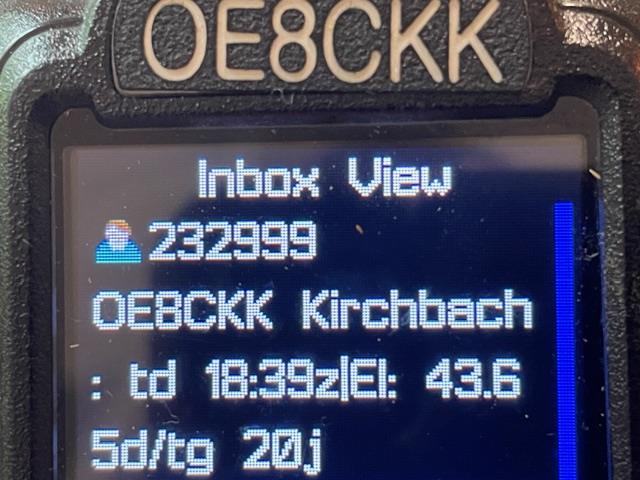 OE8CKK
Inbox View
232999
OE8CKK Kirchbach
: td 18:39z|El: 43.6
5d/tg 20j